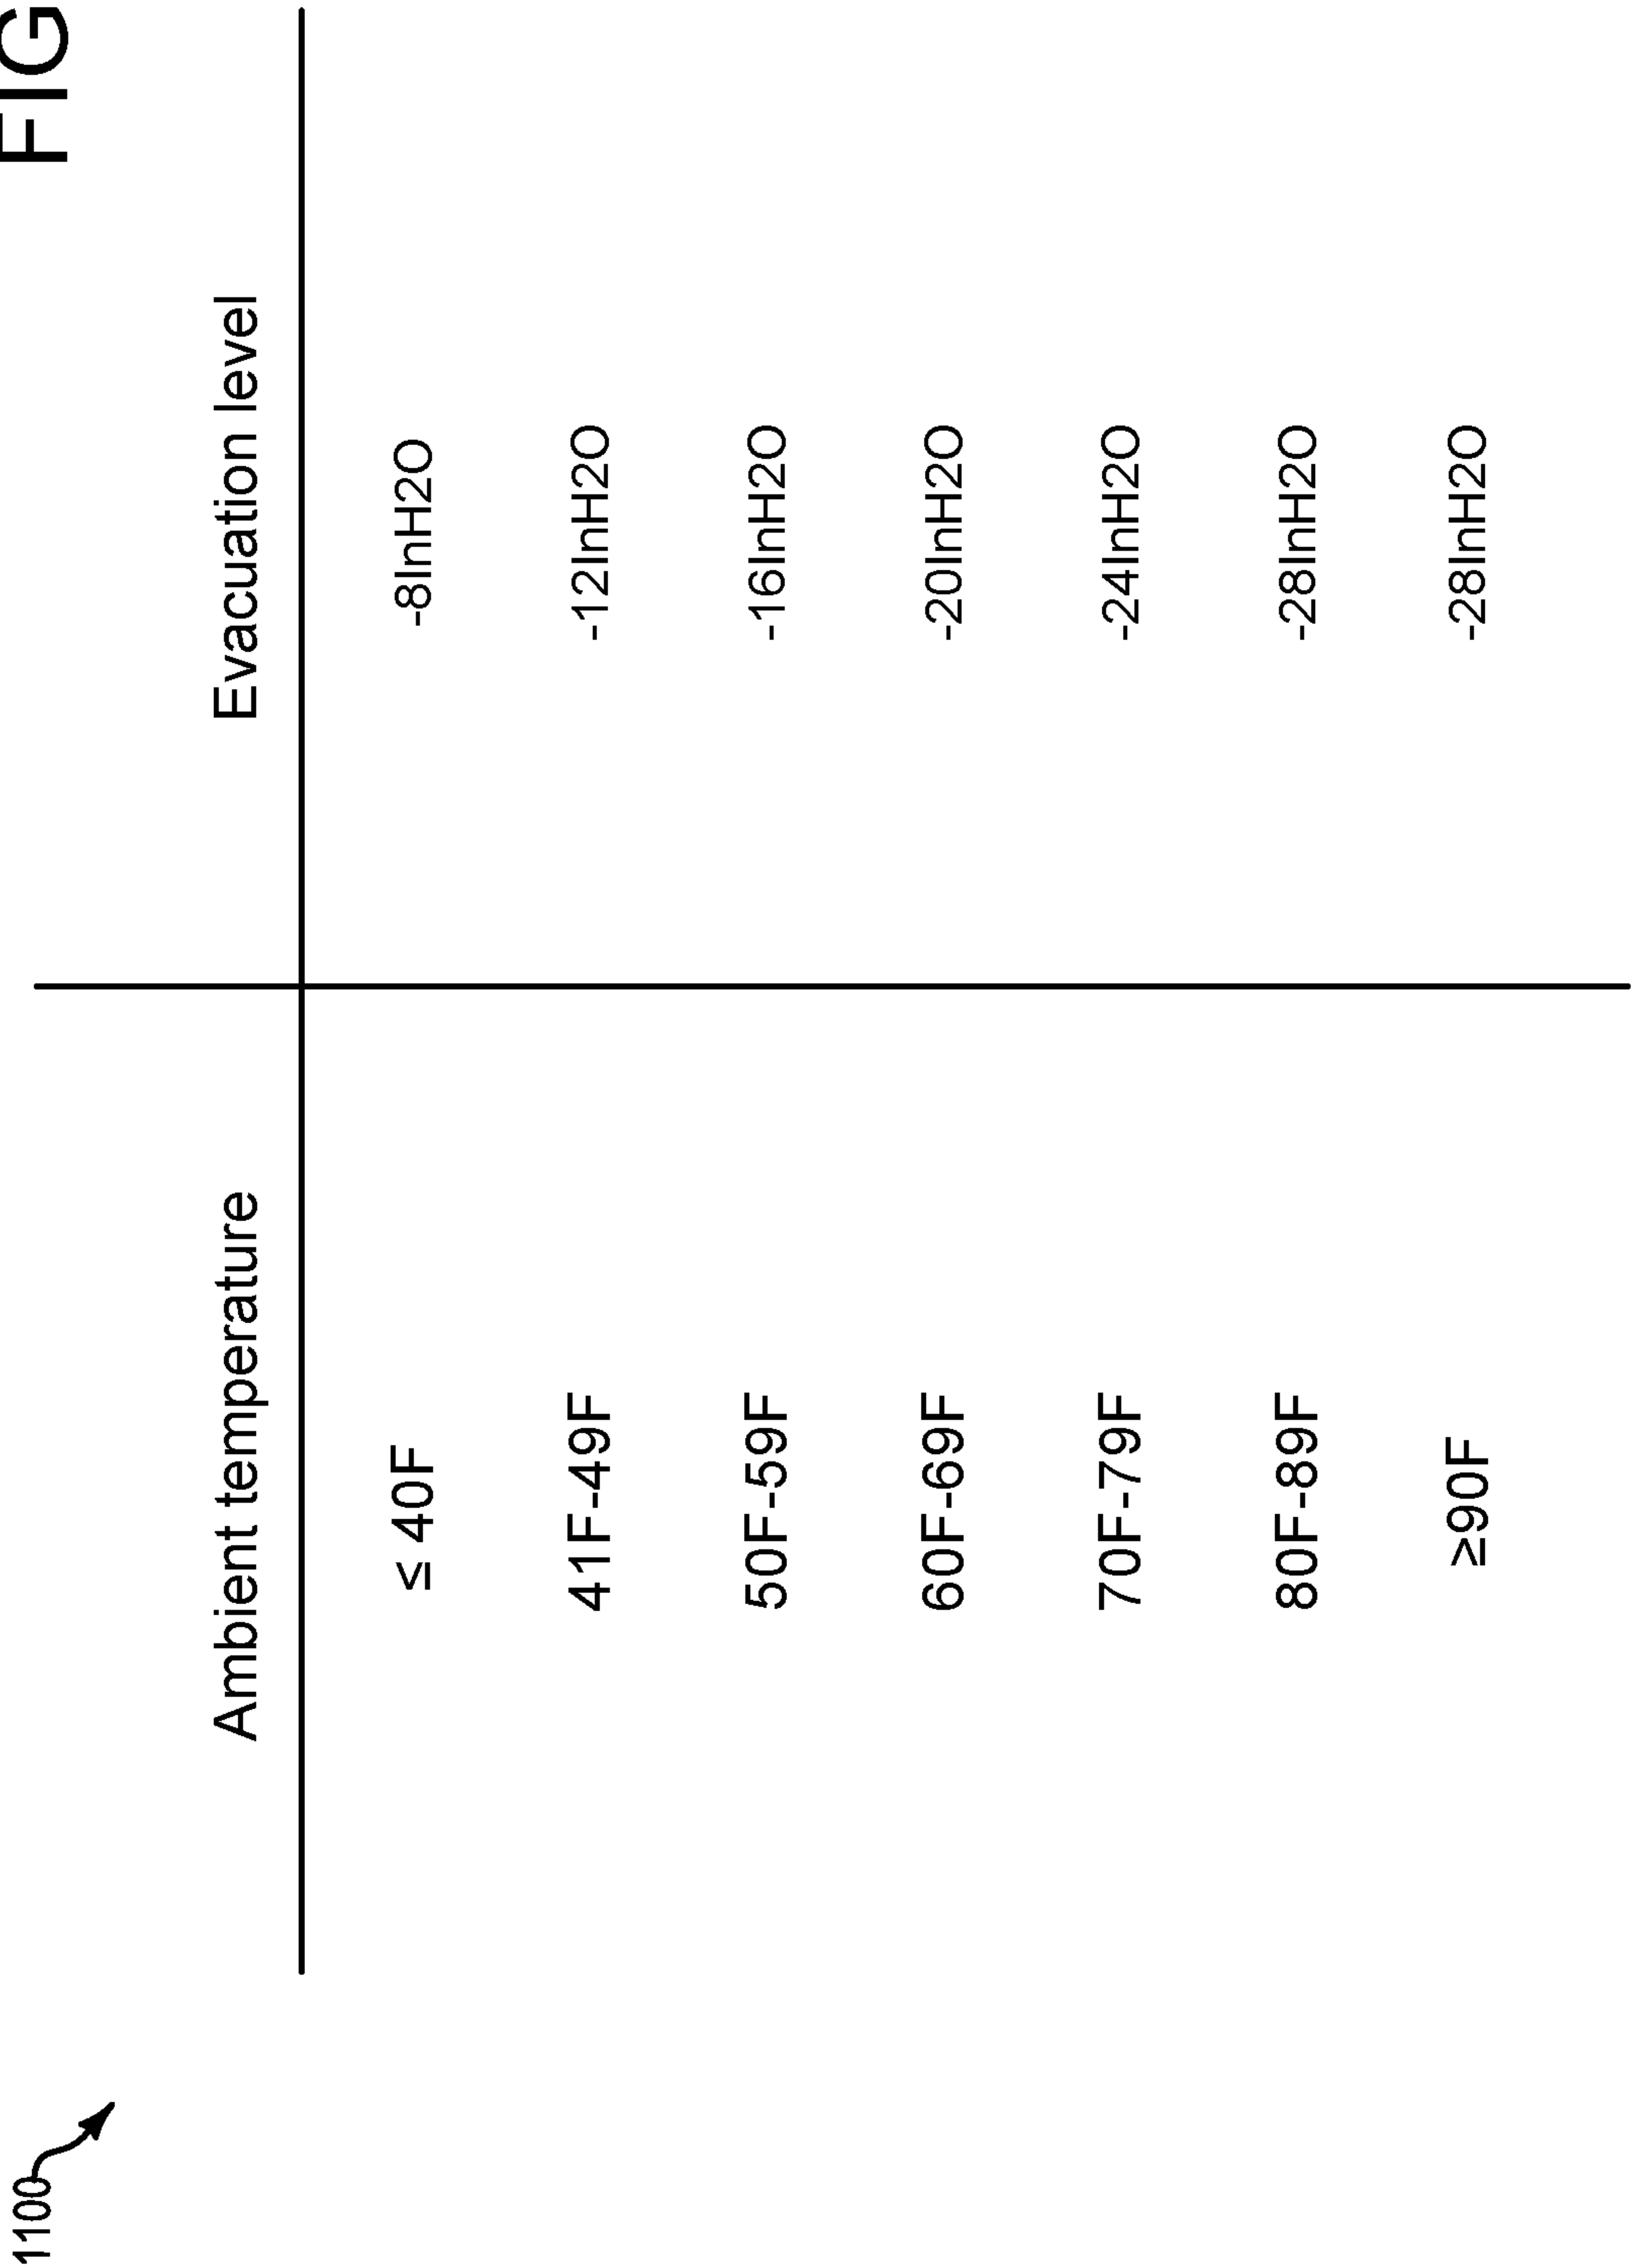 FIG
1100
Ambient temperature Evacuation level
≤ 40F -8InH2O
41F-49F -12InH2O
50F-59F -16InH2O
60F-69F -20InH2O
70F-79F -24InH2O
80F-89F -28InH2O
≥90F -28InH2O